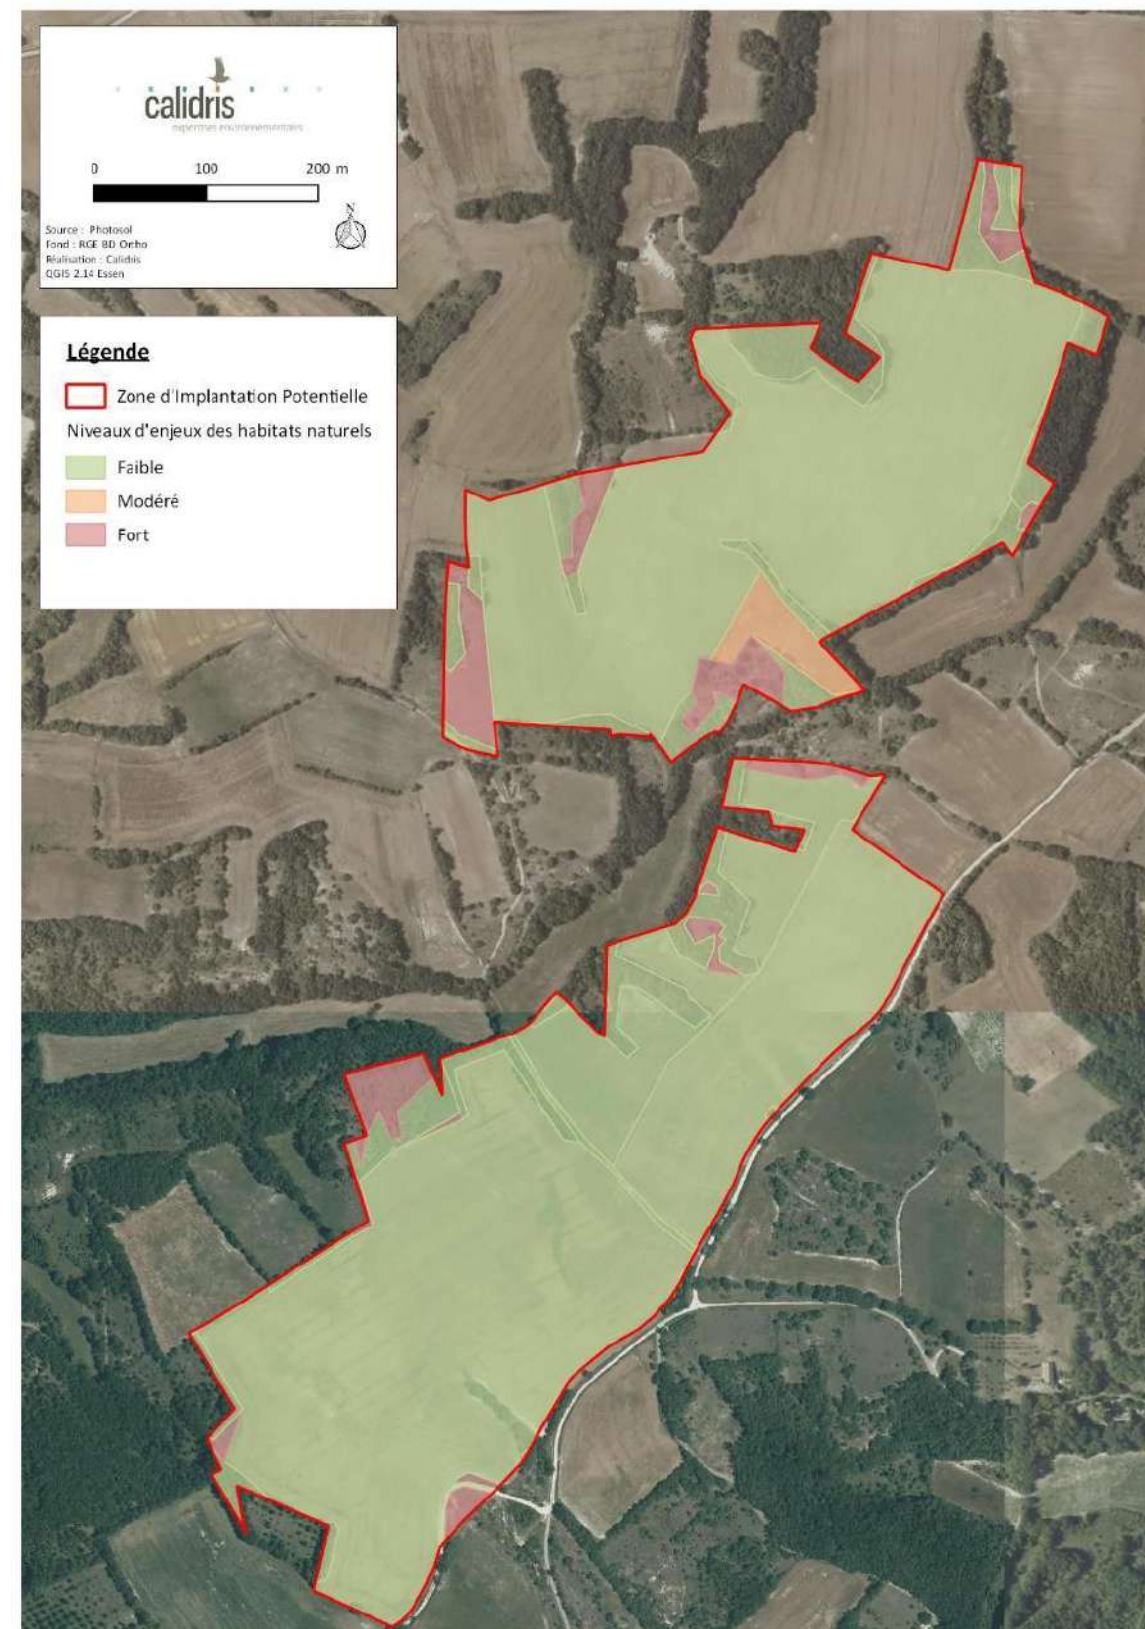 calidris
expertises environnementales
0 100 200 m
N
Source : Photosol
Fond : RGE BD Ortho
Réalisation : Calidris
QGIS 2.14 Essen
Légende
Zone d'Implantation Potentielle
Niveaux d'enjeux des habitats naturels
Faible
Modéré
Fort